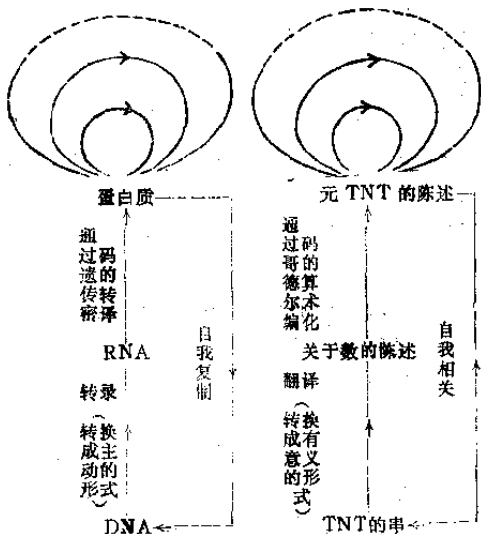 蛋白质
通过遗传密
码的转译
RNA
转录
(转换
成主
动的
形式)
DNA
自我复制
元TNT的陈述
通过哥德尔编
码的算术化
关于数的陈述
翻译
(转换
成有
意义
的形
式)
TNT的串
自我相关